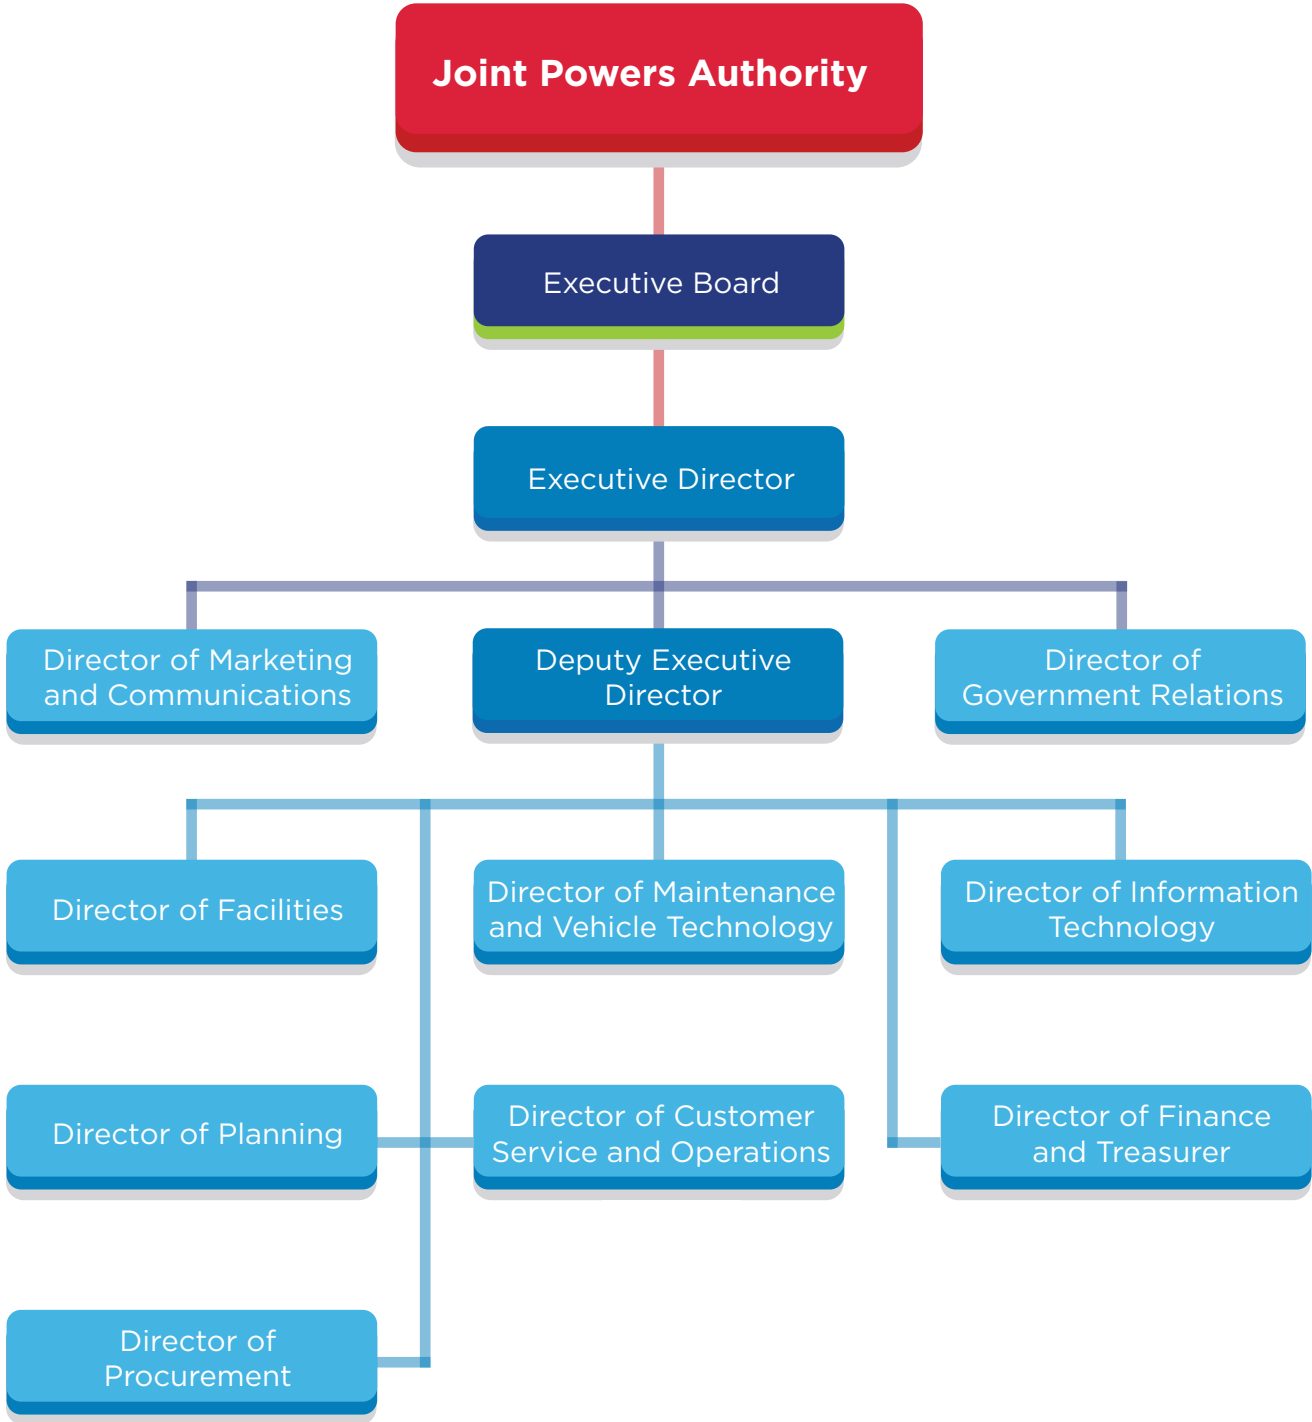 Joint Powers Authority
Executive Board
Executive Director
Director of Marketing
and Communications
Deputy Executive
Director
Director of
Government Relations
Director of Facilities
Director of Maintenance
and Vehicle Technology
Director of Information
Technology
Director of Planning
Director of Customer
Service and Operations
Director of Finance
and Treasurer
Director of
Procurement